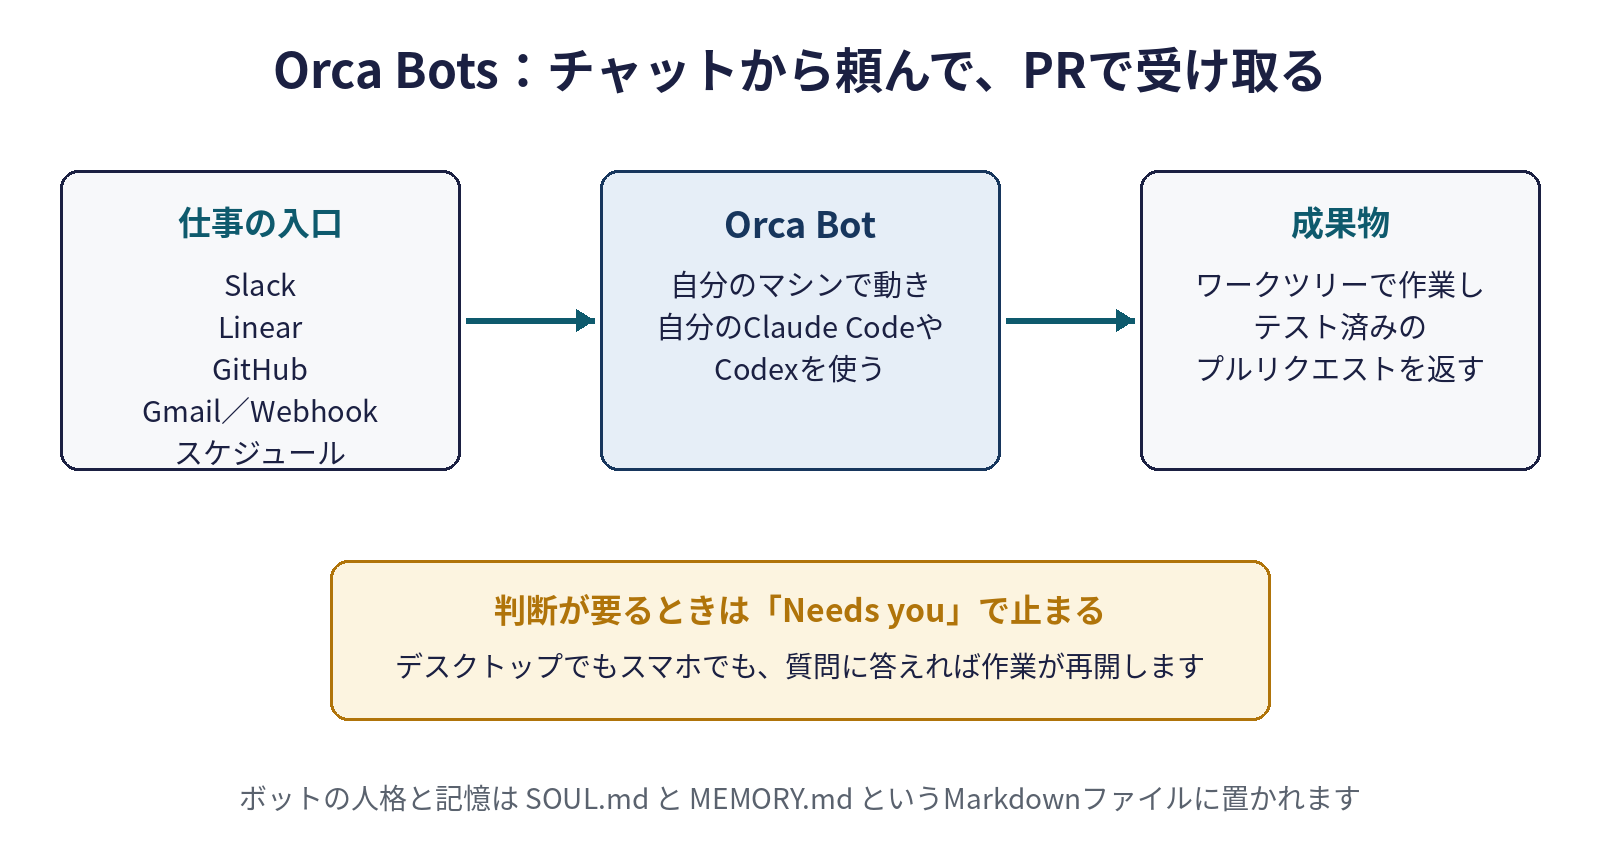 Orca Bots：チャットから頼んで、PRで受け取る
仕事の入口
Slack
Linear
GitHub
Gmail／Webhook
スケジュール
Orca Bot
自分のマシンで動き
自分のClaude Codeや
Codexを使う
成果物
ワークツリーで作業し
テスト済みの
プルリクエストを返す
判断が要るときは「Needs you」で止まる
デスクトップでもスマホでも、質問に答えれば作業が再開します
ボットの人格と記憶は SOUL.md と MEMORY.md というMarkdownファイルに置かれます